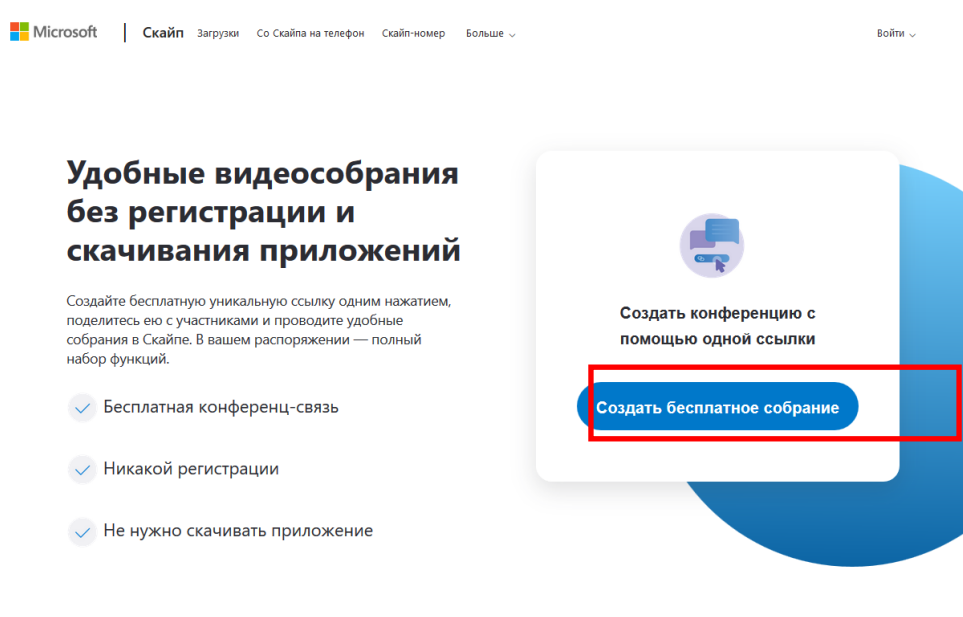 Microsoft
Скайп Загрузки Со Скайпа на телефон Скайп-номер Больше
Войти
Удобные видеособрания
без регистрации и
скачивания приложений
Создайте бесплатную уникальную ссылку одним нажатием,
поделитесь ею с участниками и проводите удобные
собрания в Скайпе. В вашем распоряжении — полный
набор функций.
Бесплатная конференц-связь
Никакой регистрации
Не нужно скачивать приложение
Создать конференцию с
помощью одной ссылки
Создать бесплатное собрание